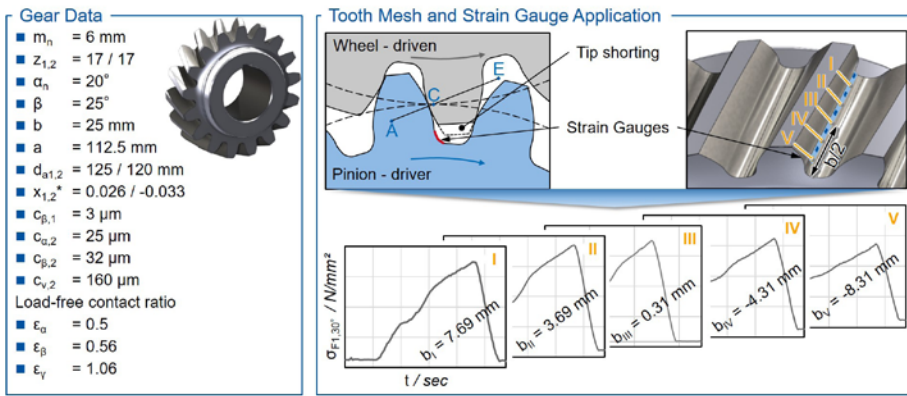 Gear Data
mₙ = 6 mm
z₁,₂ = 17 / 17
αₙ = 20°
β = 25°
b = 25 mm
a = 112.5 mm
dₐ₁,₂ = 125 / 120 mm
x₁,₂* = 0.026 / -0.033
c_β,1 = 3 µm
c_α,2 = 25 µm
c_β,2 = 32 µm
c_v,2 = 160 µm
Load-free contact ratio
ε_α = 0.5
ε_β = 0.56
ε_γ = 1.06
Tooth Mesh and Strain Gauge Application
Wheel - driven
E
C
A
Pinion - driver
Tip shorting
Strain Gauges
I
II
III
IV
V
b/2
I
II
III
IV
V
σ_F1,30° / N/mm²
b_I = 7.69 mm
b_II = 3.69 mm
b_III = 0.31 mm
b_IV = -4.31 mm
b_V = -8.31 mm
t / sec